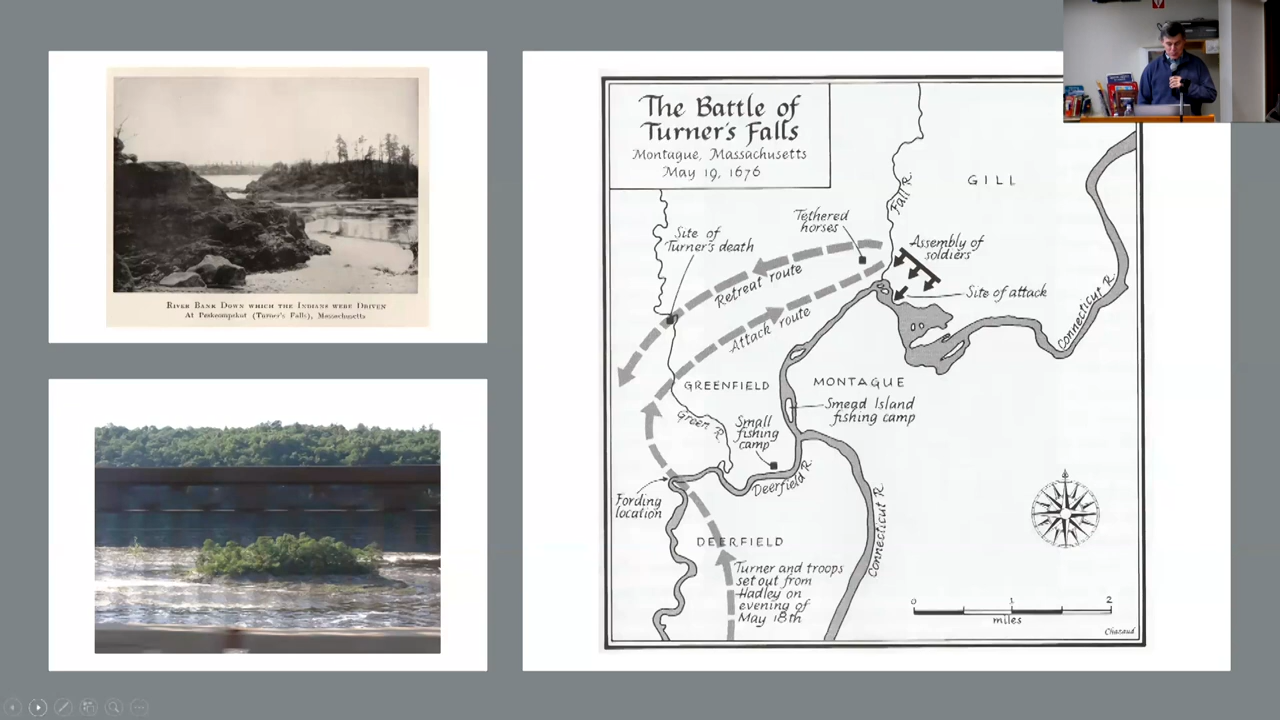 River Bank Down which the Indians were Driven
At Peskeompskut (Turner's Falls), Massachusetts
The Battle of
Turner's Falls
Montague, Massachusetts
May 19, 1676
GILL
Fall R.
Tethered
horses
Assembly of
soldiers
Site of
Turner's death
Retreat route
Site of attack
Connecticut R.
Attack route
GREENFIELD
MONTAGUE
Smead Island
fishing camp
Green R.
Small
fishing
camp
Deerfield R.
Fording
location
DEERFIELD
Connecticut R.
Turner and troops
set out from
Hadley on
evening of
May 18th
0 1 2
miles